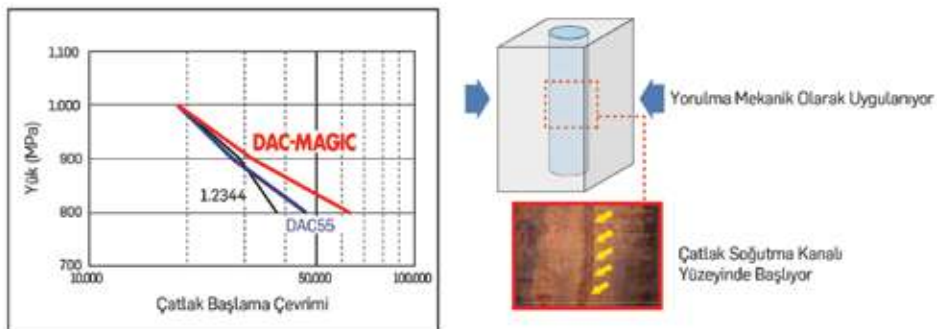 1,100
1,000
900
800
700
Yük (MPa)
DAC-MAGIC
1.2344
DAC55
10,000
50,000
100,000
Çatlak Başlama Çevrimi
Yorulma Mekanik Olarak Uygulanıyor
Çatlak Soğutma Kanalı
Yüzeyinde Başlıyor